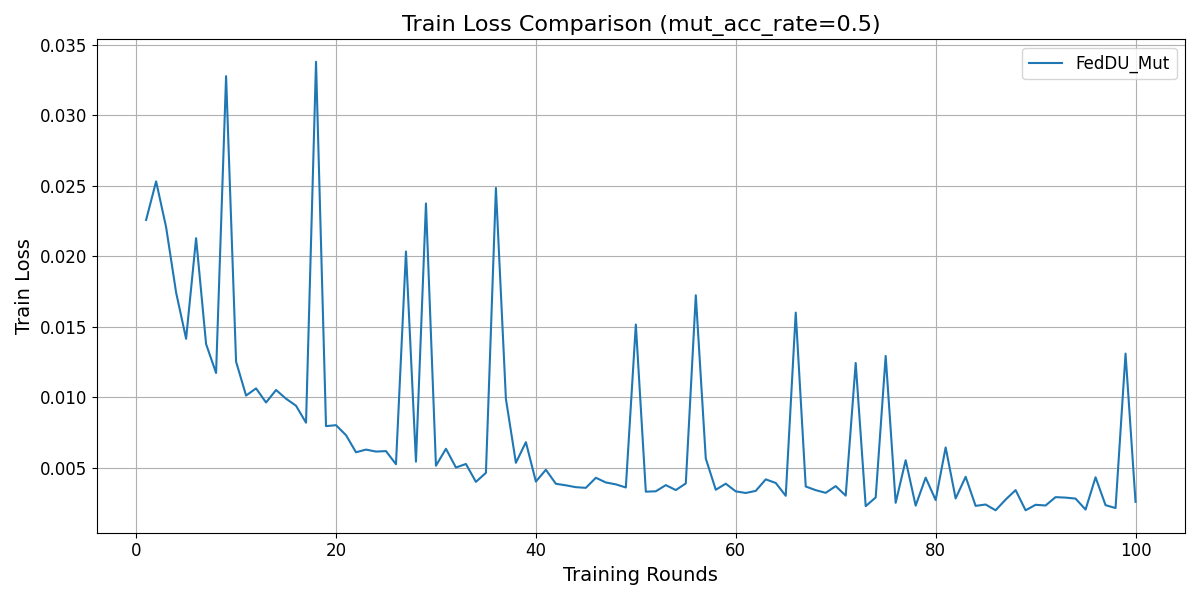 Train Loss Comparison (mut_acc_rate=0.5)
FedDU_Mut
Train Loss
0.035
0.030
0.025
0.020
0.015
0.010
0.005
0 20 40 60 80 100
Training Rounds